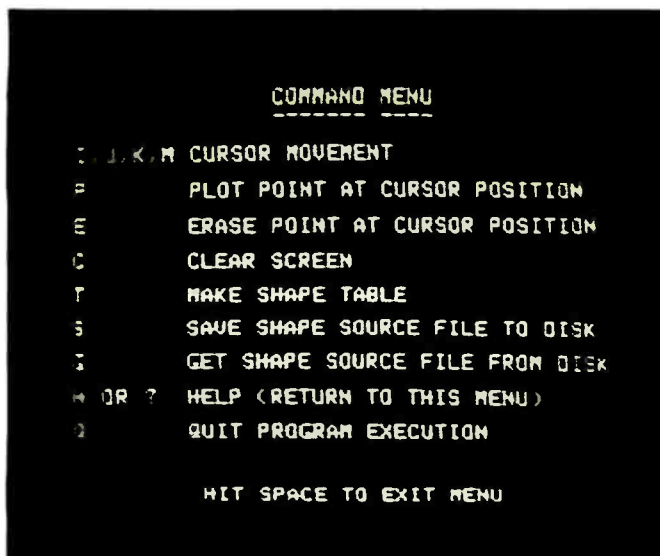 COMMAND MENU
I,J,K,M CURSOR MOVEMENT
P PLOT POINT AT CURSOR POSITION
E ERASE POINT AT CURSOR POSITION
C CLEAR SCREEN
T MAKE SHAPE TABLE
S SAVE SHAPE SOURCE FILE TO DISK
G GET SHAPE SOURCE FILE FROM DISK
H OR ? HELP (RETURN TO THIS MENU)
Q QUIT PROGRAM EXECUTION
HIT SPACE TO EXIT MENU